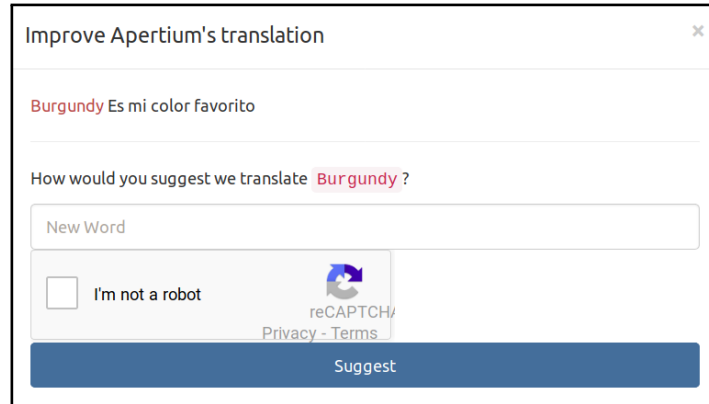 Improve Apertium's translation ×
Burgundy Es mi color favorito
How would you suggest we translate Burgundy?
New Word
I'm not a robot
reCAPTCHA
Privacy - Terms
Suggest